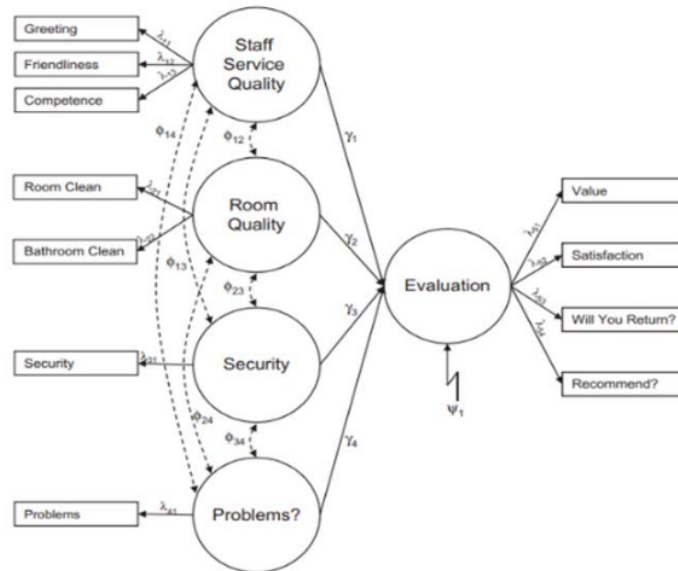 Greeting
Friendliness
Competence
λ₁₁
λ₁₂
λ₁₃
Staff
Service
Quality
ϕ₁₄
ϕ₁₂
γ₁
Room Clean
Bathroom Clean
λ₂₁
λ₂₂
Room
Quality
γ₂
ϕ₁₃
ϕ₂₃
Evaluation
Value
Satisfaction
Will You Return?
Recommend?
λ₅₁
λ₅₂
λ₅₃
ψ₁
Security
λ₃₁
Security
γ₃
ϕ₂₄
ϕ₃₄
γ₄
Problems
λ₄₁
Problems?